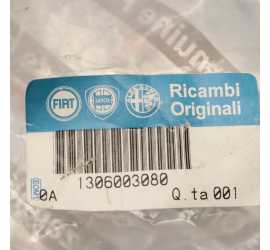 Ricambi
FIAT
Originali
1306003080
0A
Q.ta 001